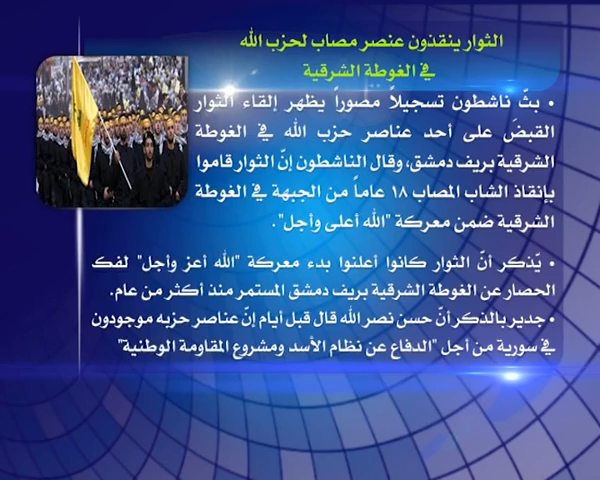 الثوار ينقذون عنصر مصاب لحزب الله
في الغوطة الشرقية
• بثّ ناشطون تسجيلاً مصوراً يظهر إلقاء الثوار
القبضَ على أحد عناصر حزب الله في الغوطة
الشرقية بريف دمشق، وقال الناشطون إنّ الثوار قاموا
بإنقاذ الشاب المصاب ١٨ عاماً من الجبهة في الغوطة
الشرقية ضمن معركة "الله أعلى وأجل".
• يّذكر أنّ الثوار كانوا أعلنوا بدء معركة "الله أعز وأجل" لفك
الحصار عن الغوطة الشرقية بريف دمشق المستمر منذ أكثر من عام.
• جدير بالذكر أنّ حسن نصر الله قال قبل أيام إنّ عناصر حزبه موجودون
في سورية من أجل "الدفاع عن نظام الأسد ومشروع المقاومة الوطنية"